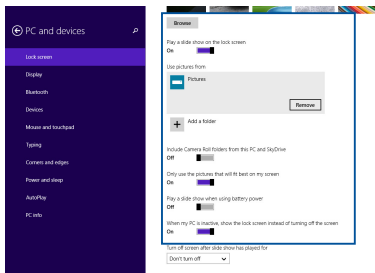 PC and devices
Lock screen
Display
Bluetooth
Devices
Mouse and touchpad
Typing
Corners and edges
Power and sleep
AutoPlay
PC info
Browse
Play a slide show on the lock screen
On
Use pictures from
Pictures
Remove
Add a folder
Include Camera Roll folders from this PC and SkyDrive
Off
Only use the pictures that will fit best on my screen
On
Play a slide show when using battery power
Off
When my PC is inactive, show the lock screen instead of turning off the screen
On
Turn off screen after slide show has played for
Don't turn off